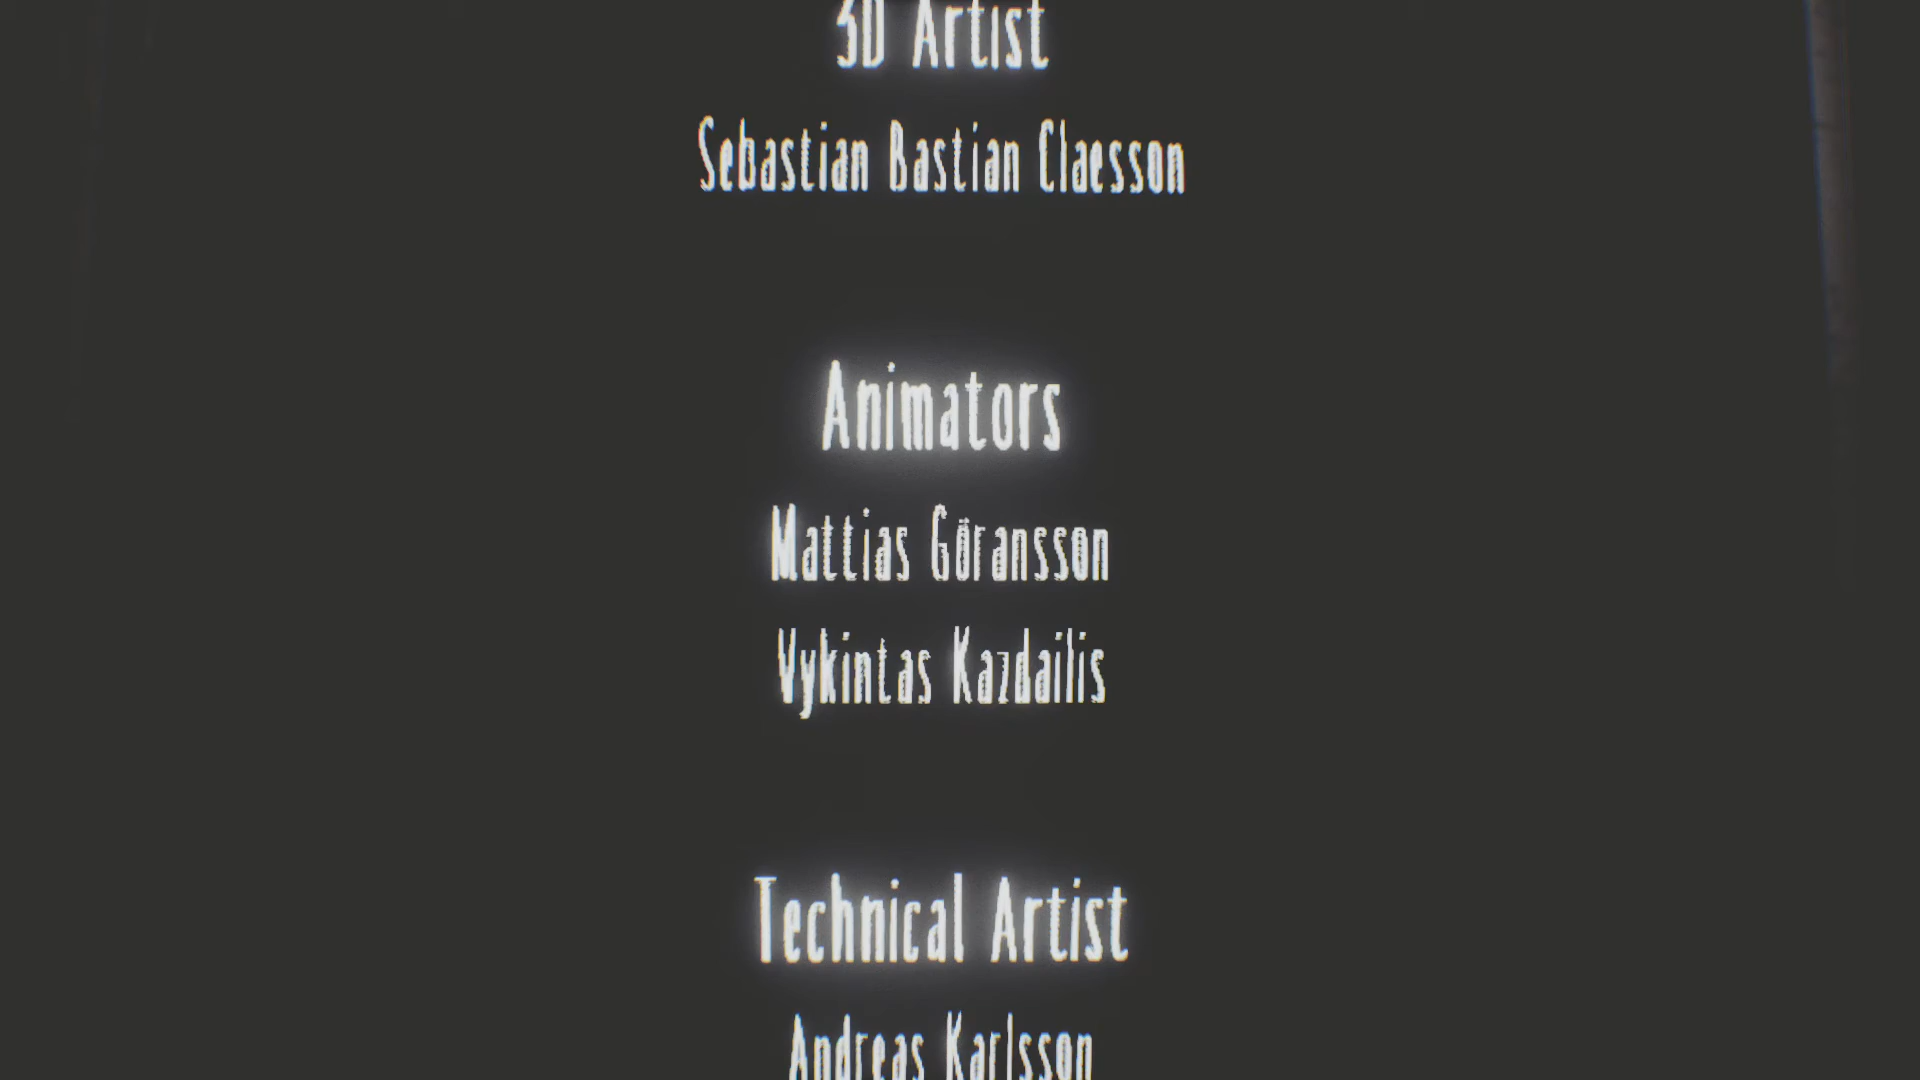 3D Artist
Sebastian Bastian Claesson
Animators
Mattias Göransson
Vykintas Kazdailis
Technical Artist
Andreas Karlsson